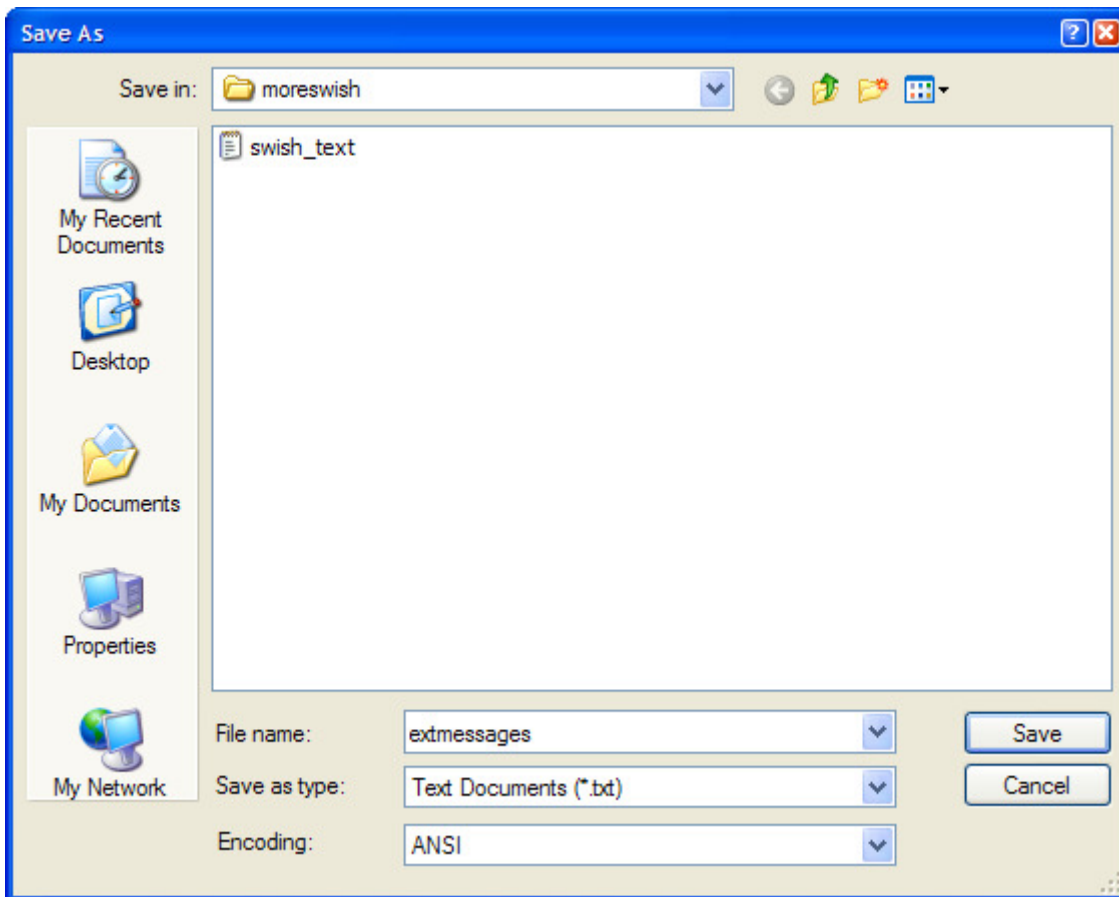 Save As
Save in:
moreswish
swish_text
My Recent
Documents
Desktop
My Documents
Properties
My Network
File name:
extmessages
Save
Save as type:
Text Documents (*.txt)
Cancel
Encoding:
ANSI